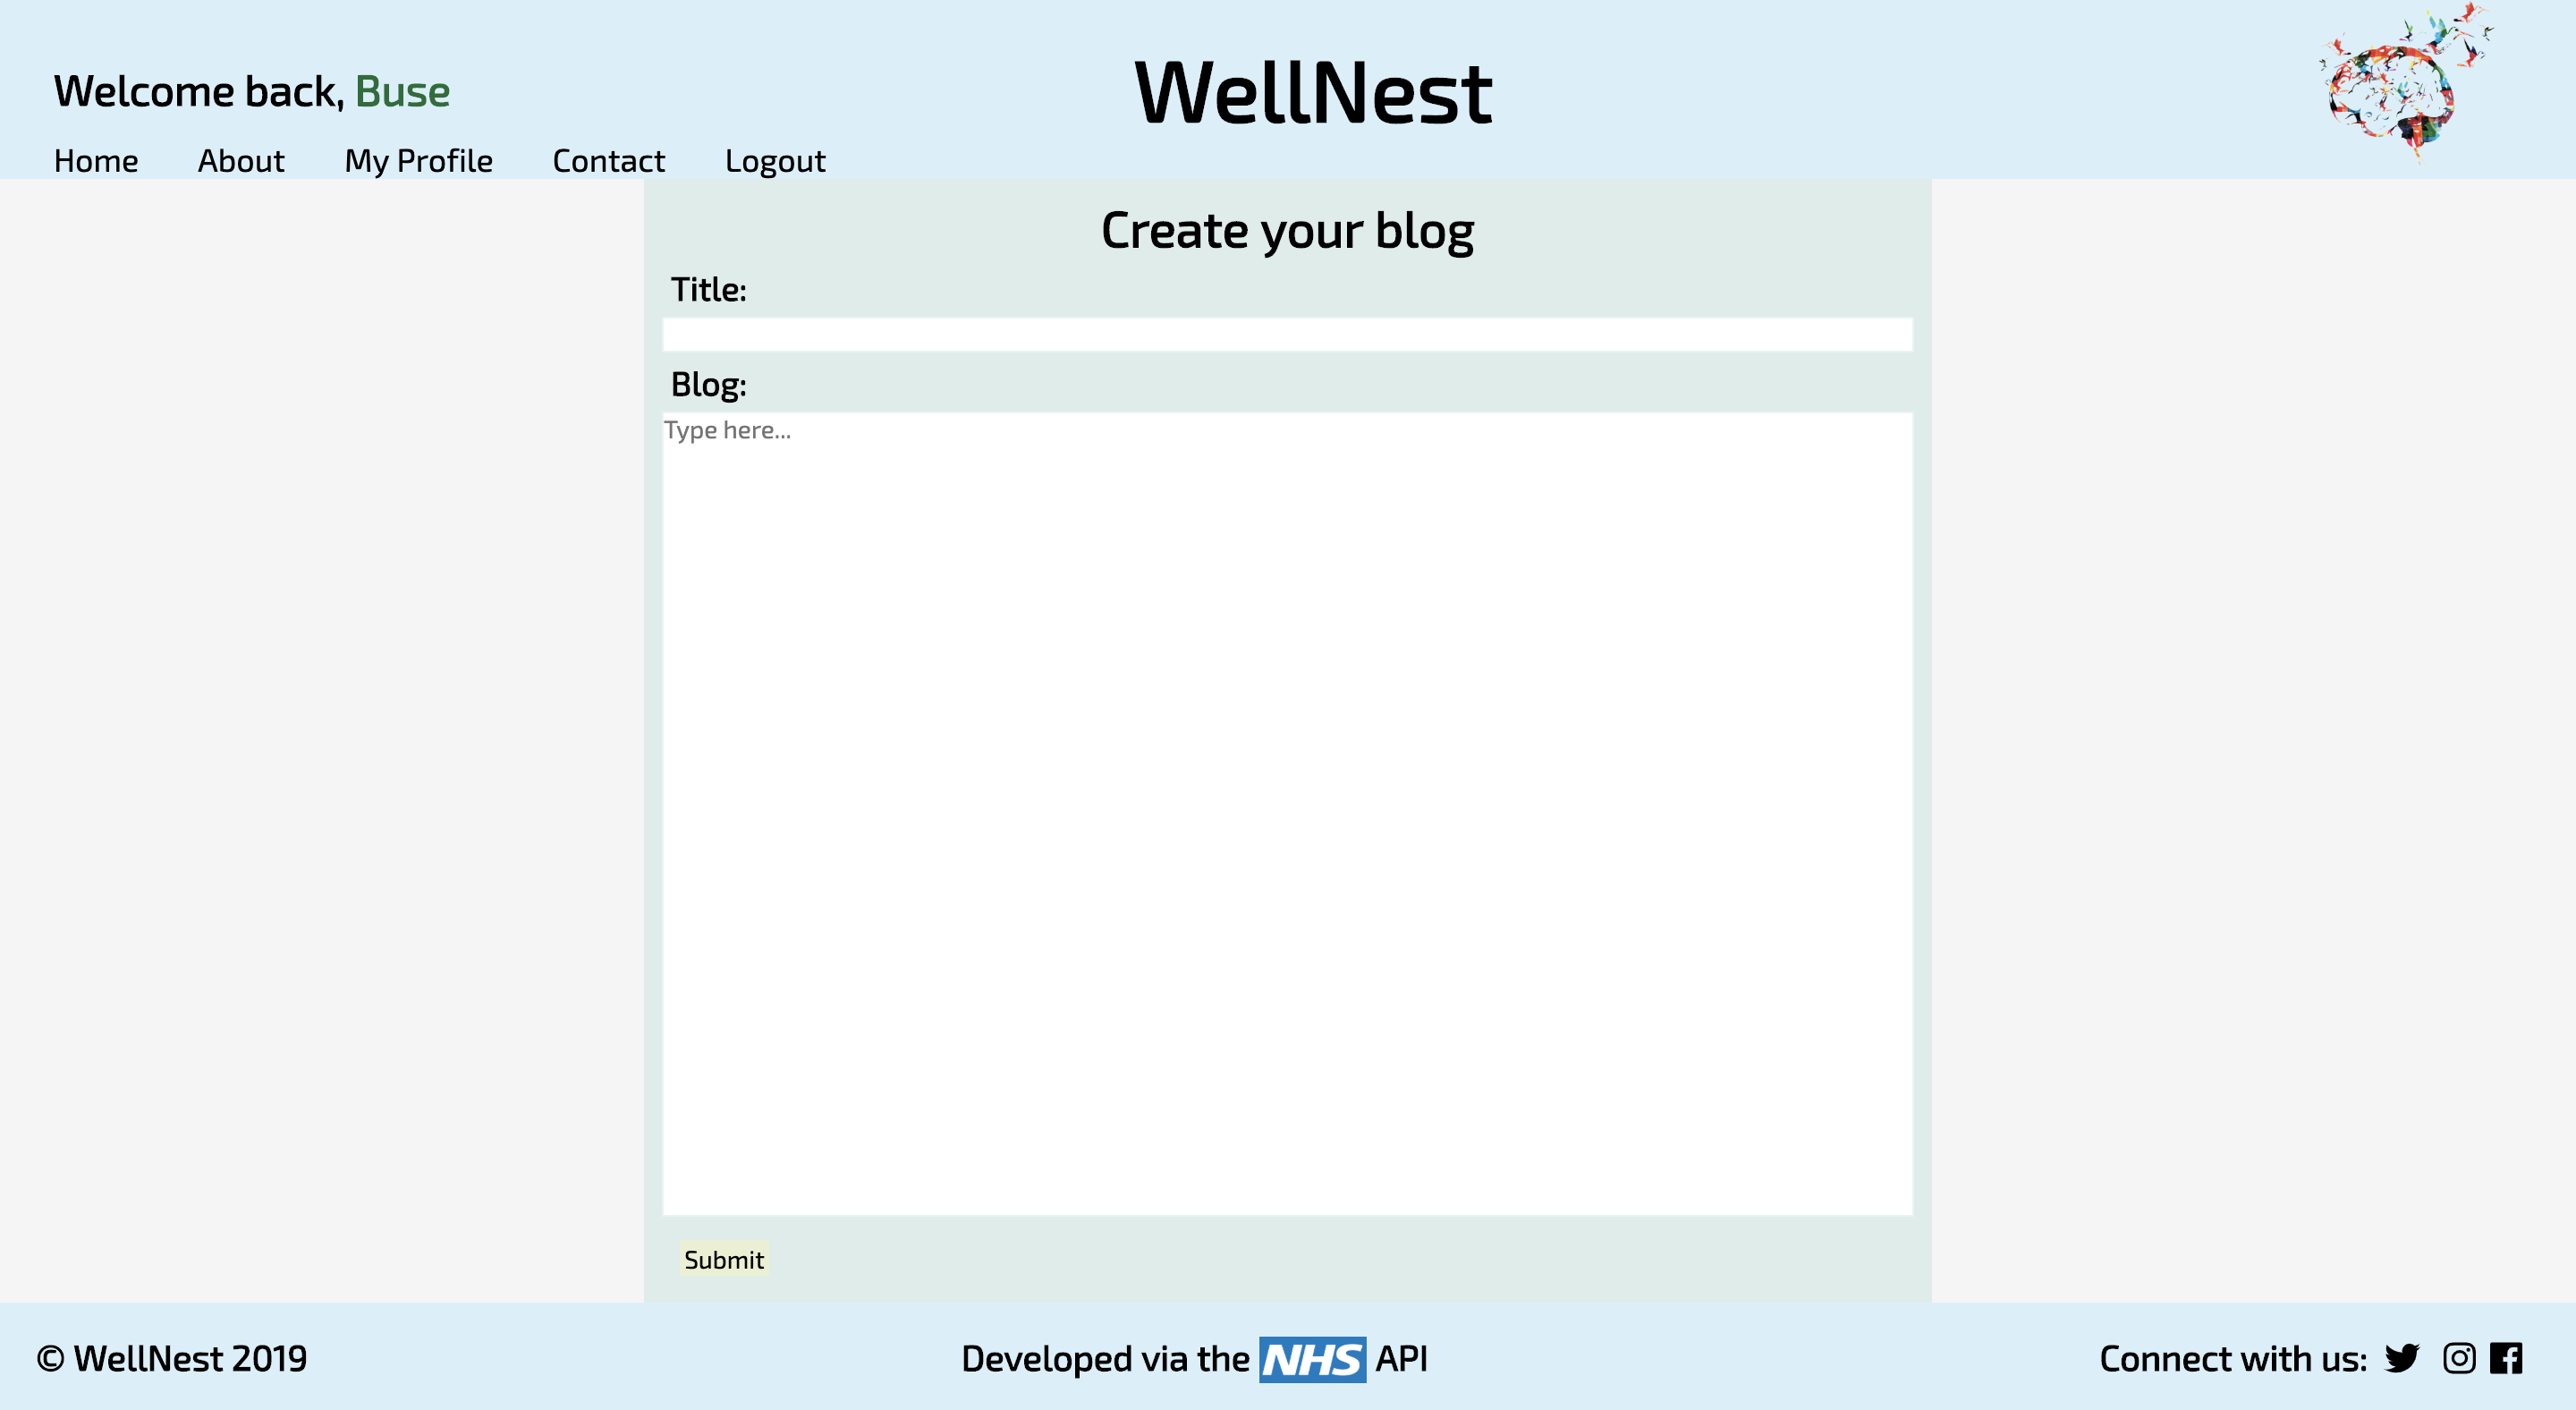 Welcome back, Buse
WellNest
Home About My Profile Contact Logout
Create your blog
Title:
Blog:
Type here...
Submit
© WellNest 2019
Developed via the NHS API
Connect with us: